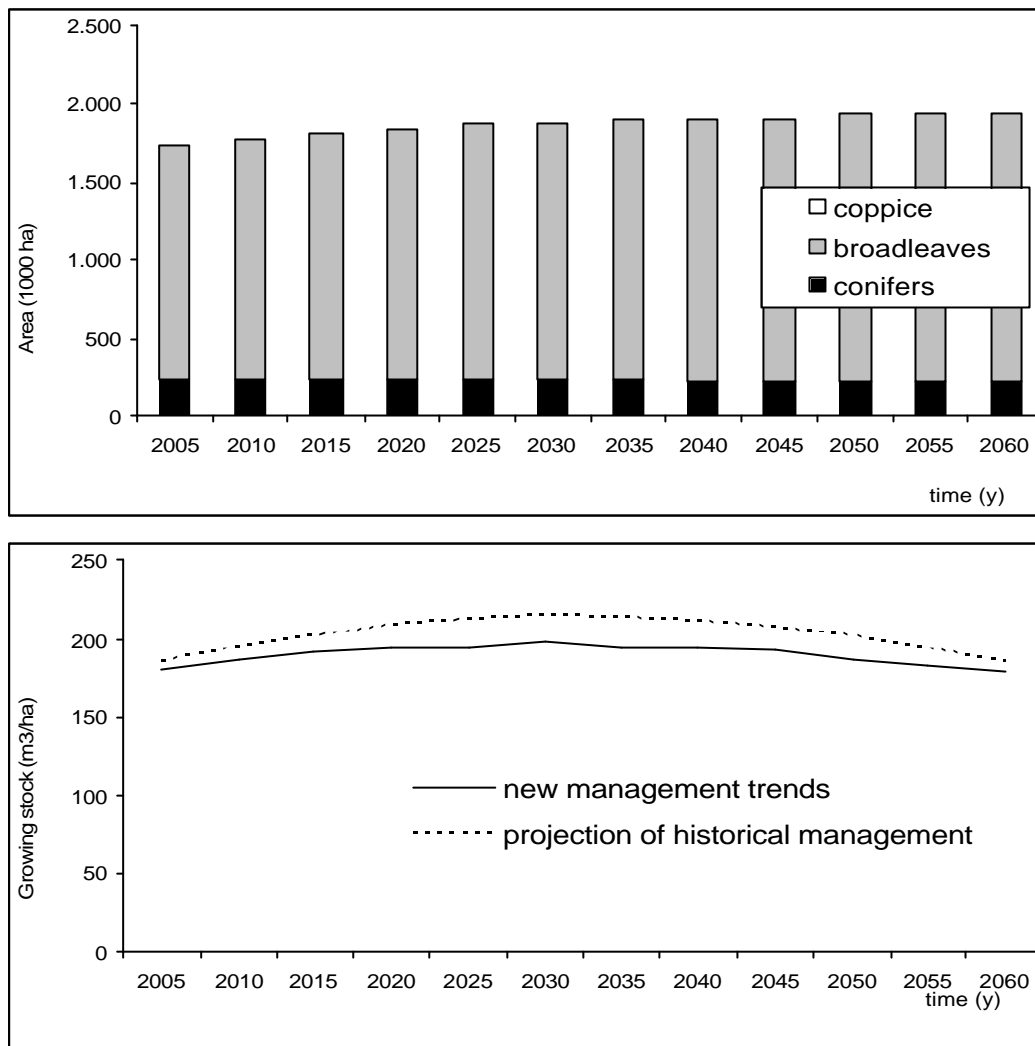 2.500
2.000
1.500
1.000
500
0
Area (1000 ha)
coppice
broadleaves
conifers
2005 2010 2015 2020 2025 2030 2035 2040 2045 2050 2055 2060
time (y)
250
200
150
100
50
0
Growing stock (m3/ha)
new management trends
projection of historical management
2005 2010 2015 2020 2025 2030 2035 2040 2045 2050 2055 2060
time (y)